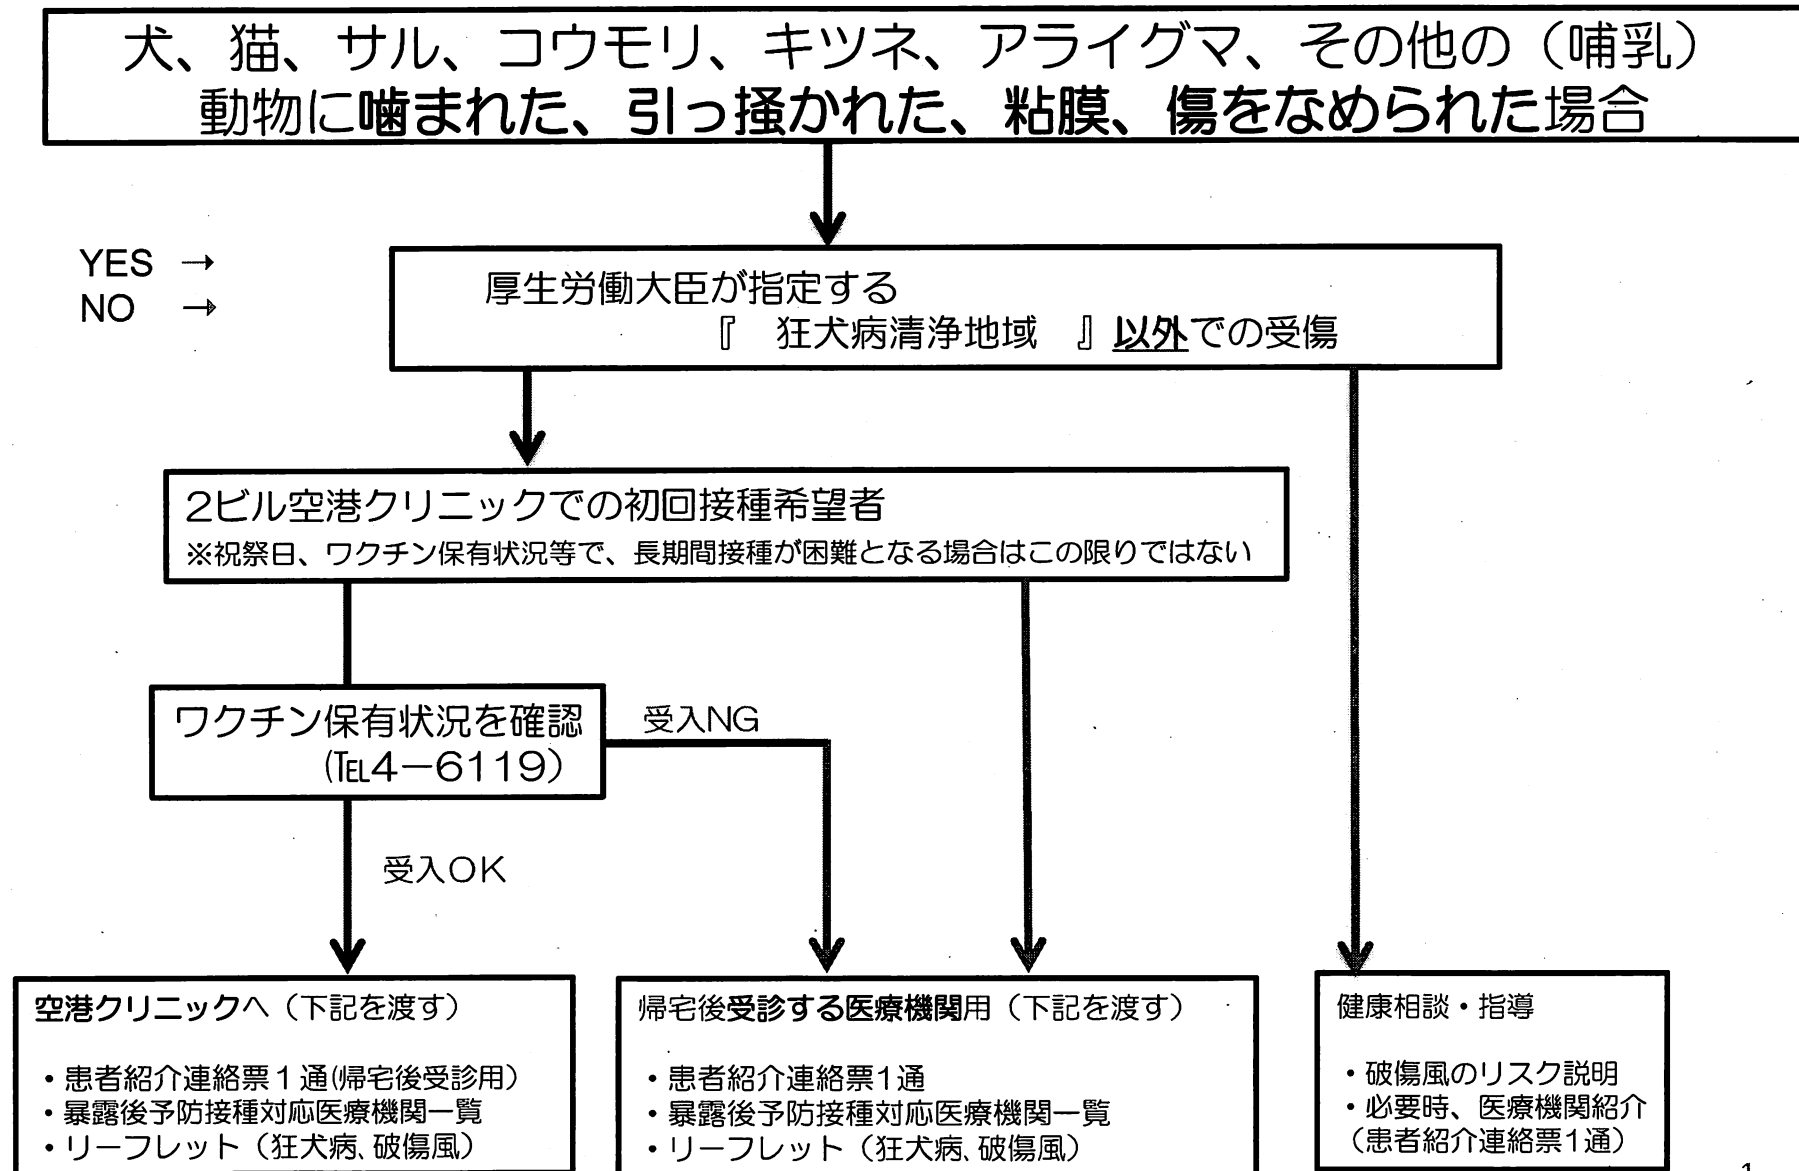 犬、猫、サル、コウモリ、キツネ、アライグマ、その他の（哺乳）
動物に噛まれた、引っ掻かれた、粘膜、傷をなめられた場合
YES →
NO →
厚生労働大臣が指定する
『　狂犬病清浄地域　』以外での受傷
2ビル空港クリニックでの初回接種希望者
※祝祭日、ワクチン保有状況等で、長期間接種が困難となる場合はこの限りではない
ワクチン保有状況を確認
(℡4－6119)
受入NG
受入OK
空港クリニックへ（下記を渡す）
・患者紹介連絡票１通(帰宅後受診用)
・暴露後予防接種対応医療機関一覧
・リーフレット（狂犬病､破傷風）
帰宅後受診する医療機関用（下記を渡す）
・患者紹介連絡票1通
・暴露後予防接種対応医療機関一覧
・リーフレット（狂犬病､破傷風）
健康相談・指導
・破傷風のリスク説明
・必要時、医療機関紹介
（患者紹介連絡票1通）
1